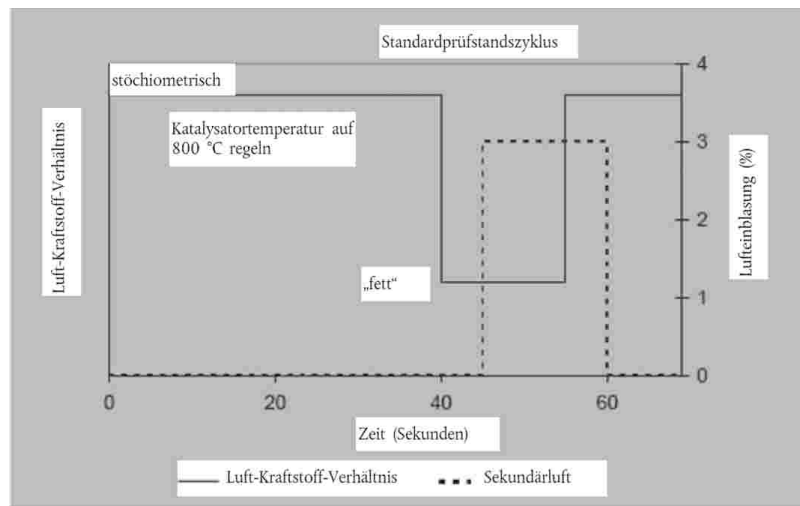 Standardprüfstandszyklus
stöchiometrisch
Katalysatortemperatur auf
800 °C regeln
„fett“
Luft-Kraftstoff-Verhältnis
Lufteinblasung (%)
4
3
2
1
0
0
20
40
60
Zeit (Sekunden)
Luft-Kraftstoff-Verhältnis
Sekundärluft